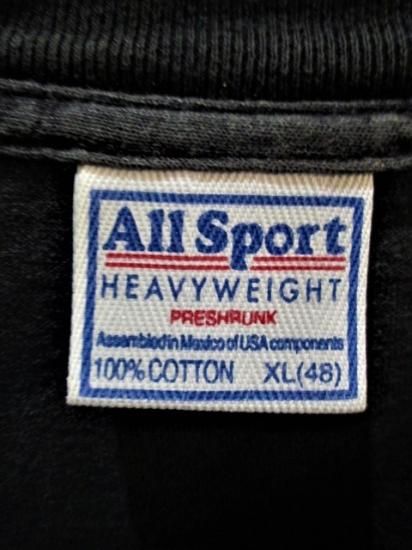 All Sport
HEAVYWEIGHT
PRESHRUNK
Assembled in Mexico of USA components
100% COTTON XL(48)